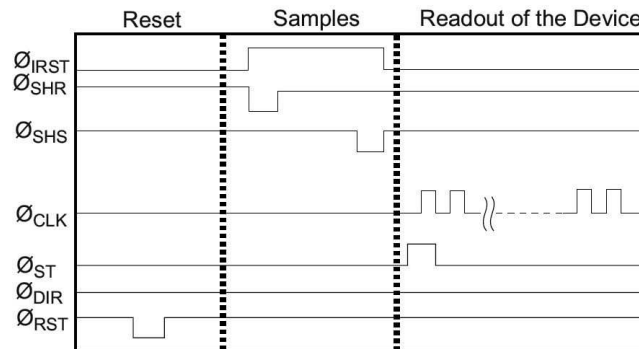 Reset Samples Readout of the Device
ØIRST
ØSHR
ØSHS
ØCLK
ØST
ØDIR
ØRST